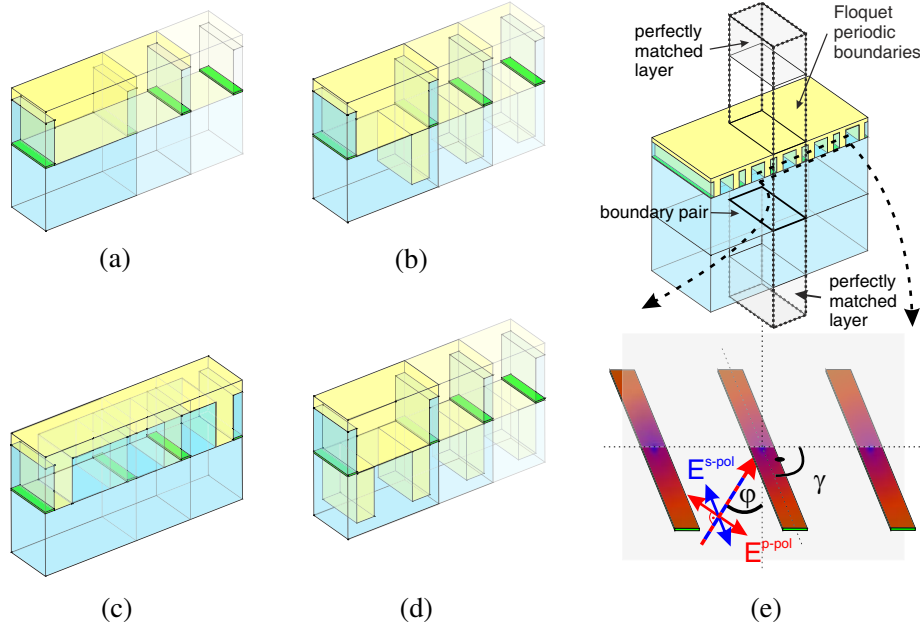 (a)
(b)
(c)
(d)
perfectly
matched
layer
Floquet
periodic
boundaries
boundary pair
perfectly
matched
layer
E s-pol
φ
γ
E p-pol
(e)